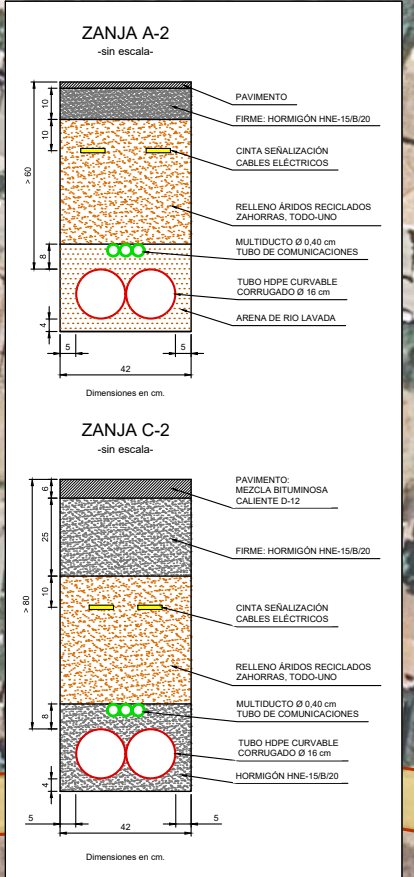 ZANJA A-2
-sin escala-
PAVIMENTO
10
FIRME: HORMIGÓN HNE-15/B/20
10
CINTA SEÑALIZACIÓN
CABLES ELÉCTRICOS
> 60
RELLENO ÁRIDOS RECICLADOS
ZAHORRAS, TODO-UNO
8
MULTIDUCTO Ø 0,40 cm
TUBO DE COMUNICACIONES
TUBO HDPE CURVABLE
CORRUGADO Ø 16 cm
4
ARENA DE RIO LAVADA
5
5
42
Dimensiones en cm.
ZANJA C-2
-sin escala-
6
PAVIMENTO:
MEZCLA BITUMINOSA
CALIENTE D-12
25
FIRME: HORMIGÓN HNE-15/B/20
10
CINTA SEÑALIZACIÓN
CABLES ELÉCTRICOS
> 80
RELLENO ÁRIDOS RECICLADOS
ZAHORRAS, TODO-UNO
8
MULTIDUCTO Ø 0,40 cm
TUBO DE COMUNICACIONES
TUBO HDPE CURVABLE
CORRUGADO Ø 16 cm
4
HORMIGÓN HNE-15/B/20
5
5
42
Dimensiones en cm.